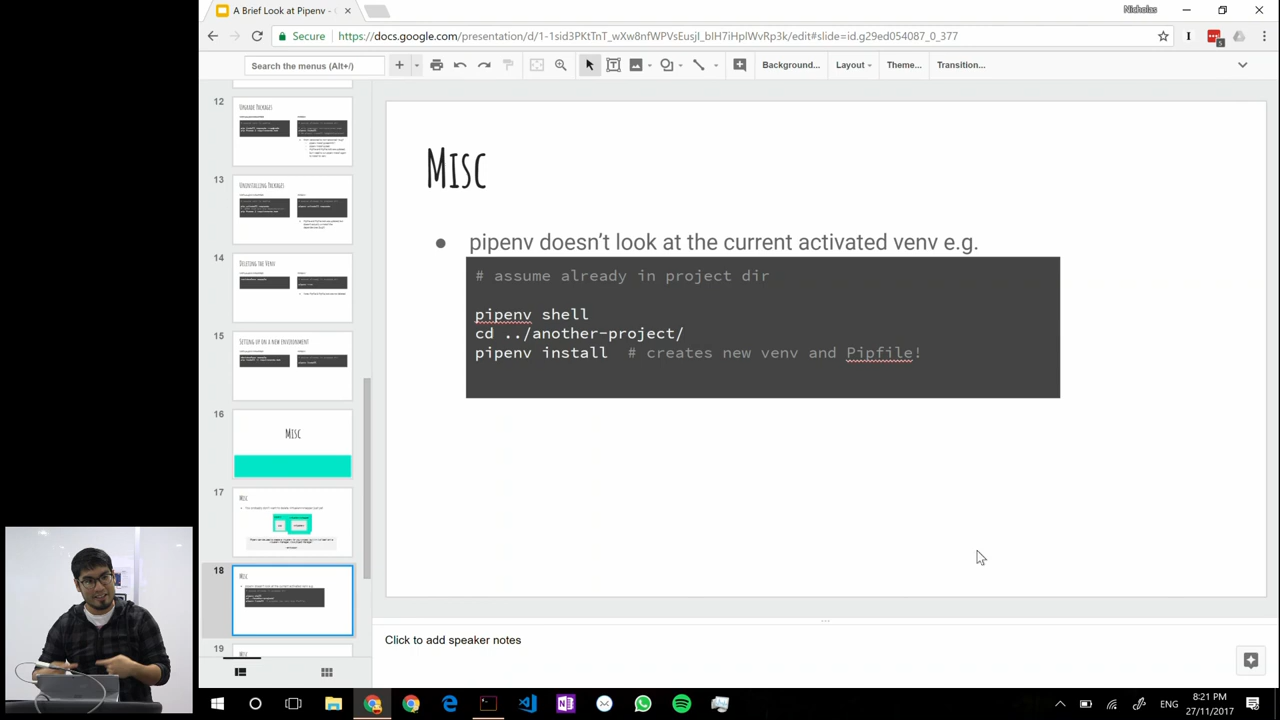 A Brief Look at Pipenv -
Nicholas
Secure
https://docs.google.com/presentation/d/1-1sid3PKtTnT_wXw8nfWPVsEusjI_bIH7iHplWvRp3k/edit#slide=id.g29ed054087_0_377
Search the menus (Alt+/)
Background...
Layout
Theme...
Transition...
12
Upgrade Packages
13
Uninstalling Packages
14
Deleting the Venv
15
Setting up on a new environment
16
Misc
17
Misc
18
Misc
19
Misc
Misc
pipenv doesn't look at the current activated venv e.g.
# assume already in project dir
pipenv shell
cd ../another-project/
pipenv install # creates new venv and Pipfile!
Click to add speaker notes
ENG
8:21 PM
27/11/2017